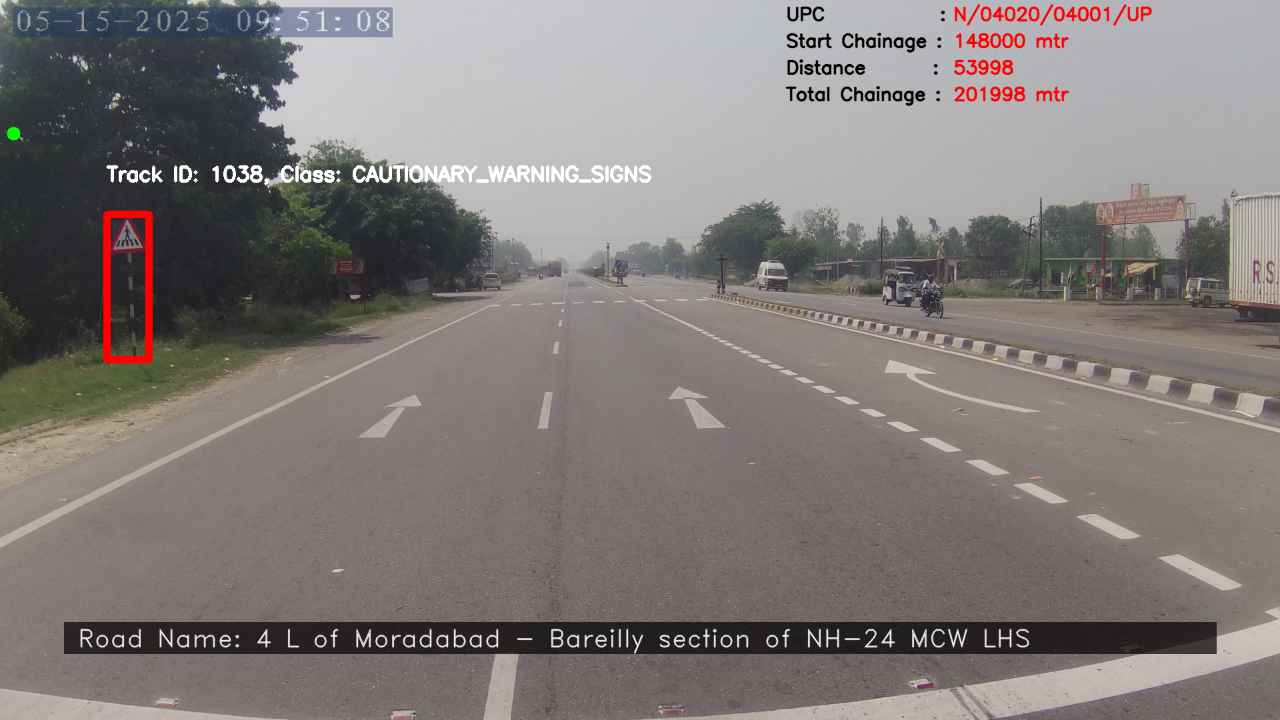 05-15-2025 09:51:08
UPC : N/04020/04001/UP
Start Chainage : 148000 mtr
Distance : 53998
Total Chainage : 201998 mtr
Track ID: 1038, Class: CAUTIONARY_WARNING_SIGNS
R.S
Road Name: 4 L of Moradabad - Bareilly section of NH-24 MCW LHS